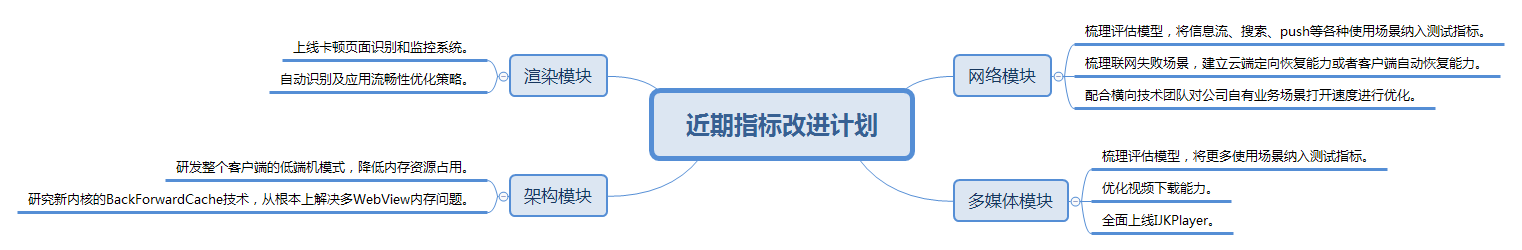 近期指标改进计划
渲染模块
上线卡顿页面识别和监控系统。
自动识别及应用流畅性优化策略。
架构模块
研发整个客户端的低端机模式，降低内存资源占用。
研究新内核的BackForwardCache技术，从根本上解决多WebView内存问题。
网络模块
梳理评估模型，将信息流、搜索、push等各种使用场景纳入测试指标。
梳理联网失败场景，建立云端定向恢复能力或者客户端自动恢复能力。
配合横向技术团队对公司自有业务场景打开速度进行优化。
多媒体模块
梳理评估模型，将更多使用场景纳入测试指标。
优化视频下载能力。
全面上线IJKPlayer。